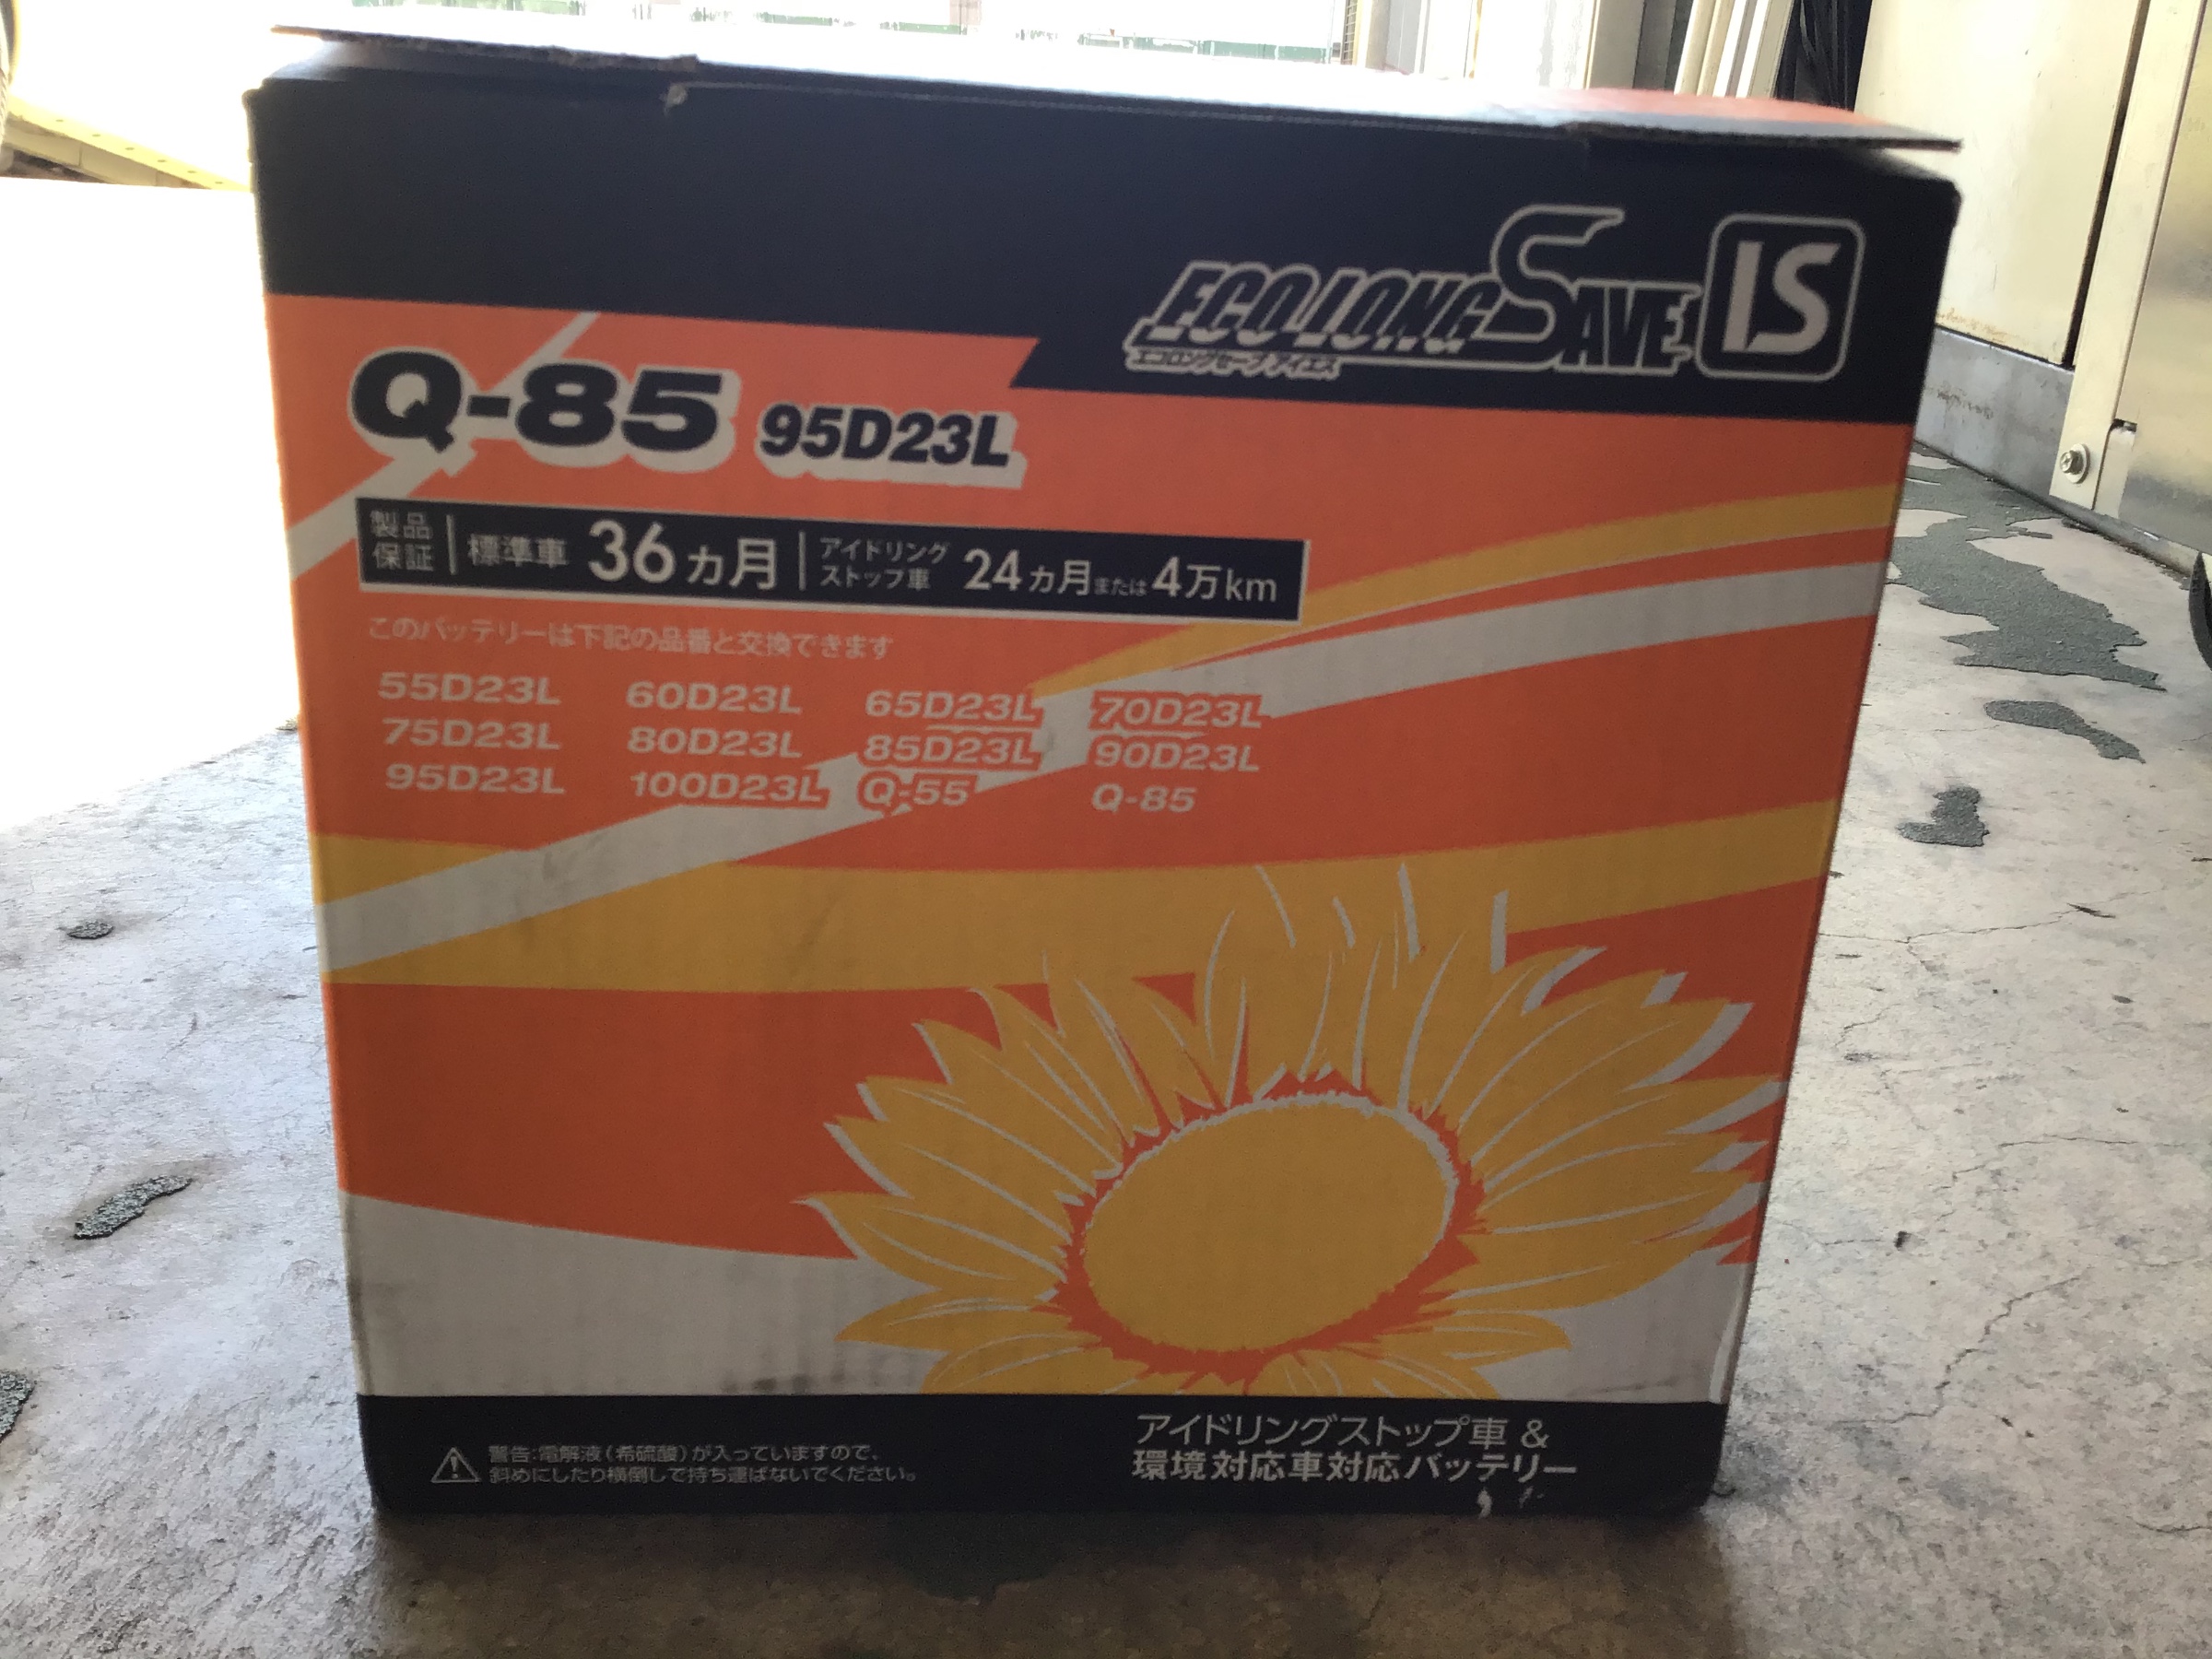 ECO LONG SAVE IS
エコロングセーブ アイエス
Q-85 95D23L
製品保証 標準車 36ヵ月 アイドリングストップ車 24ヵ月または4万km
このバッテリーは下記の品番と交換できます
55D23L 60D23L 65D23L 70D23L
75D23L 80D23L 85D23L 90D23L
95D23L 100D23L Q-55 Q-85
アイドリングストップ車 &
環境対応車対応バッテリー
警告:電解液(希硫酸)が入っていますので、
斜めにしたり横倒しで持ち運ばないでください。